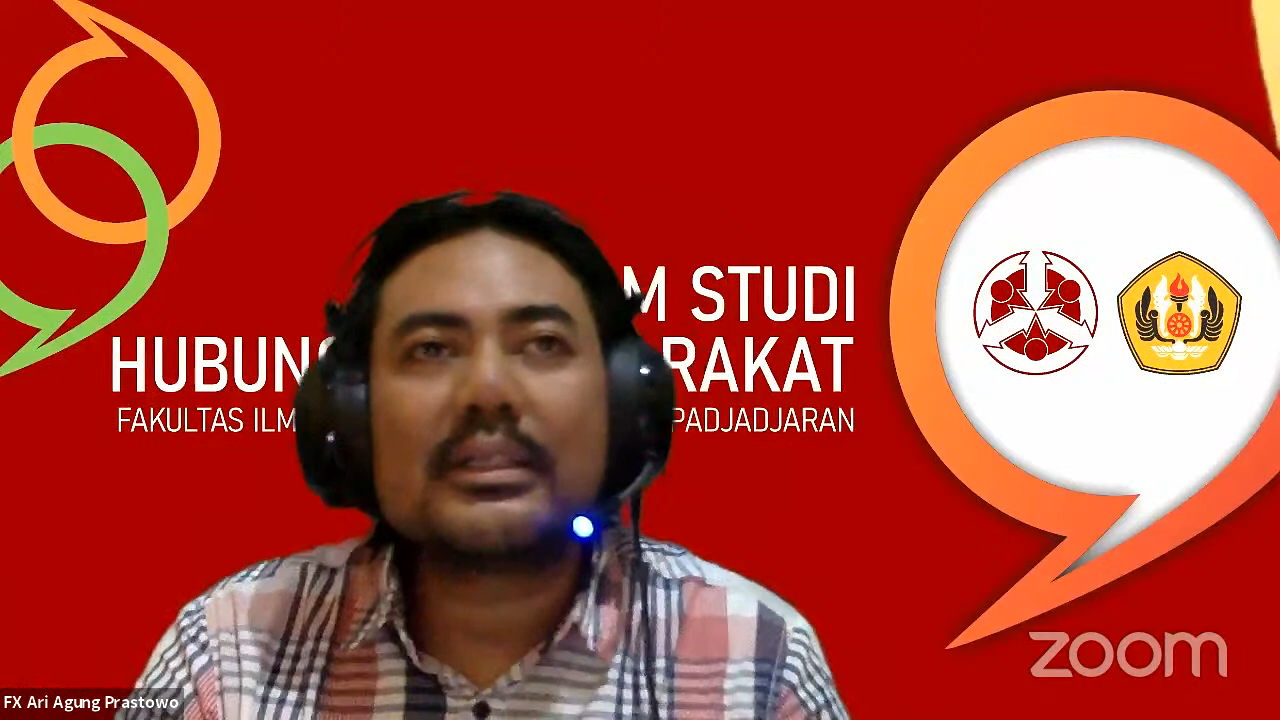 M STUDI
HUBUN RAKAT
FAKULTAS ILM PADJADJARAN
zoom
FX Ari Agung Prastowo